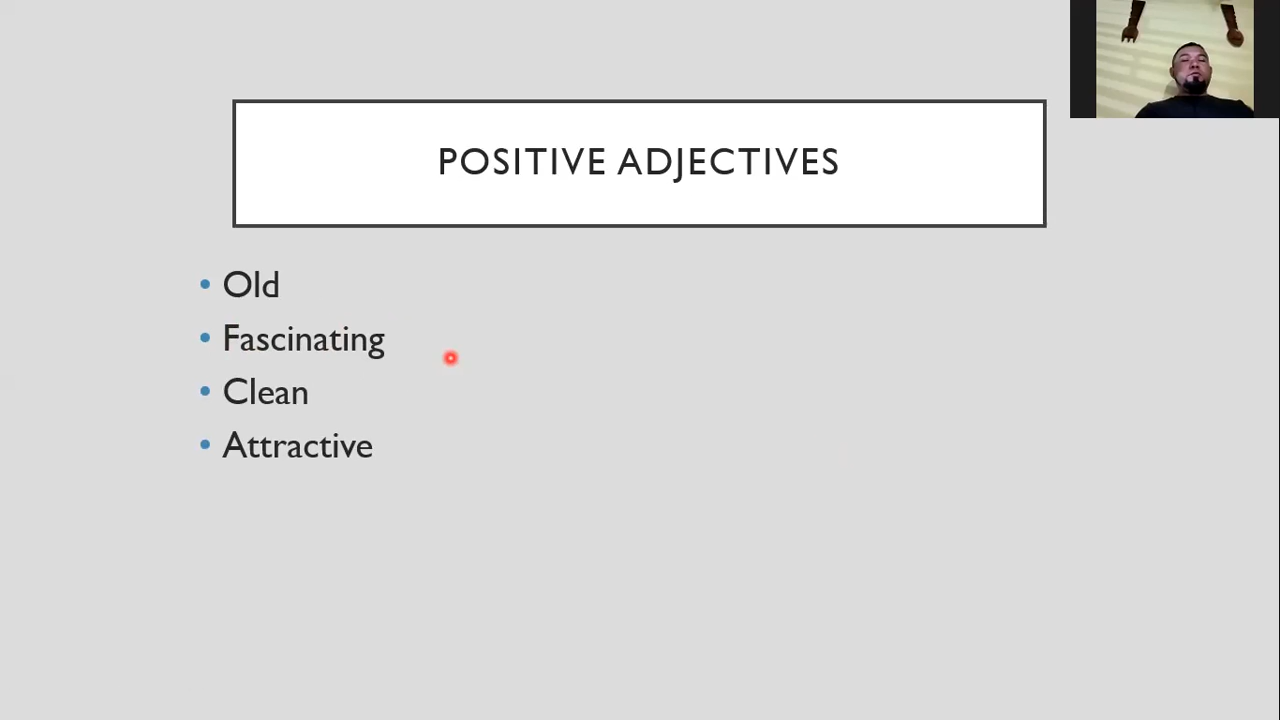 POSITIVE ADJECTIVES
• Old
• Fascinating
• Clean
• Attractive